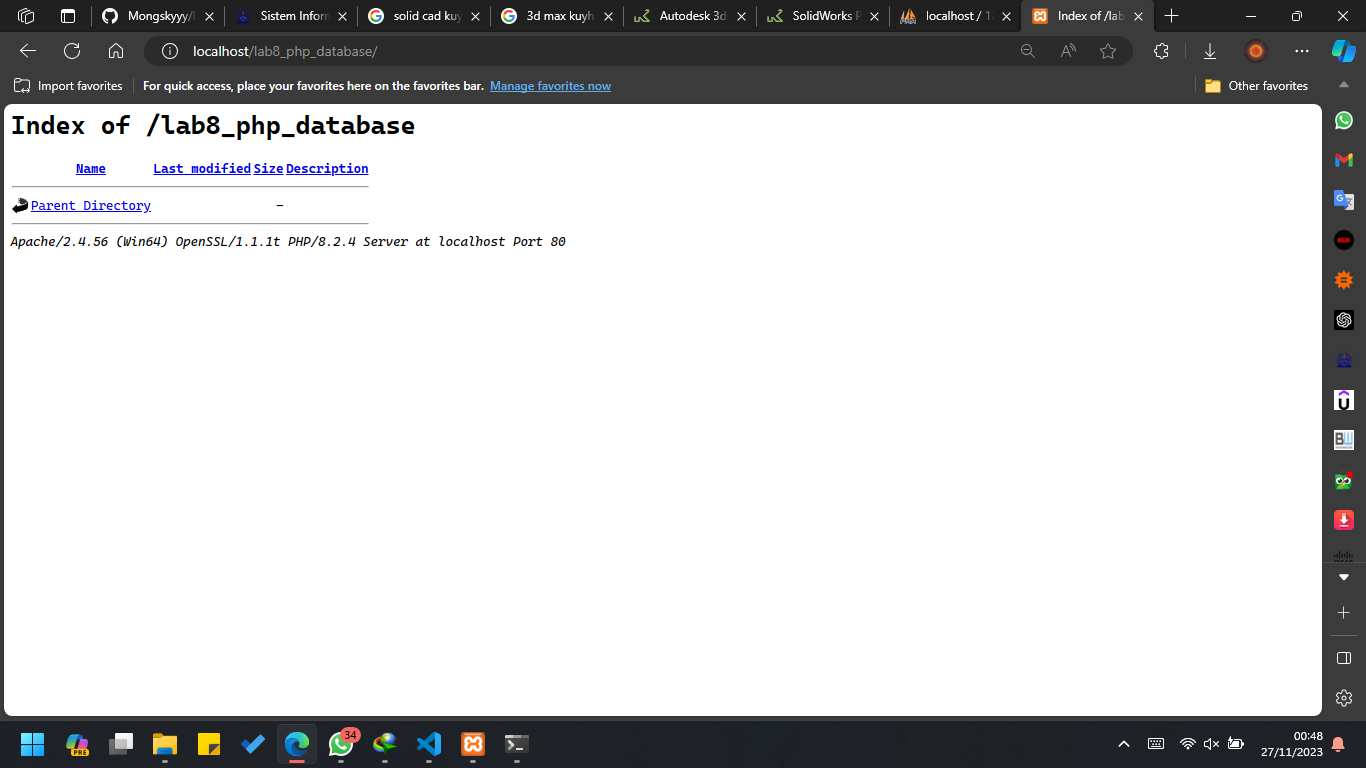 Mongskyyy/l
Sistem Inforr
solid cad kuy
3d max kuyh
Autodesk 3d
SolidWorks P
localhost / 1
Index of /lab
localhost/lab8_php_database/
Import favorites
For quick access, place your favorites here on the favorites bar. Manage favorites now
Other favorites
Index of /lab8_php_database
Name Last modified Size Description
Parent Directory -
Apache/2.4.56 (Win64) OpenSSL/1.1.1t PHP/8.2.4 Server at localhost Port 80
PRE
34
00:48
27/11/2023